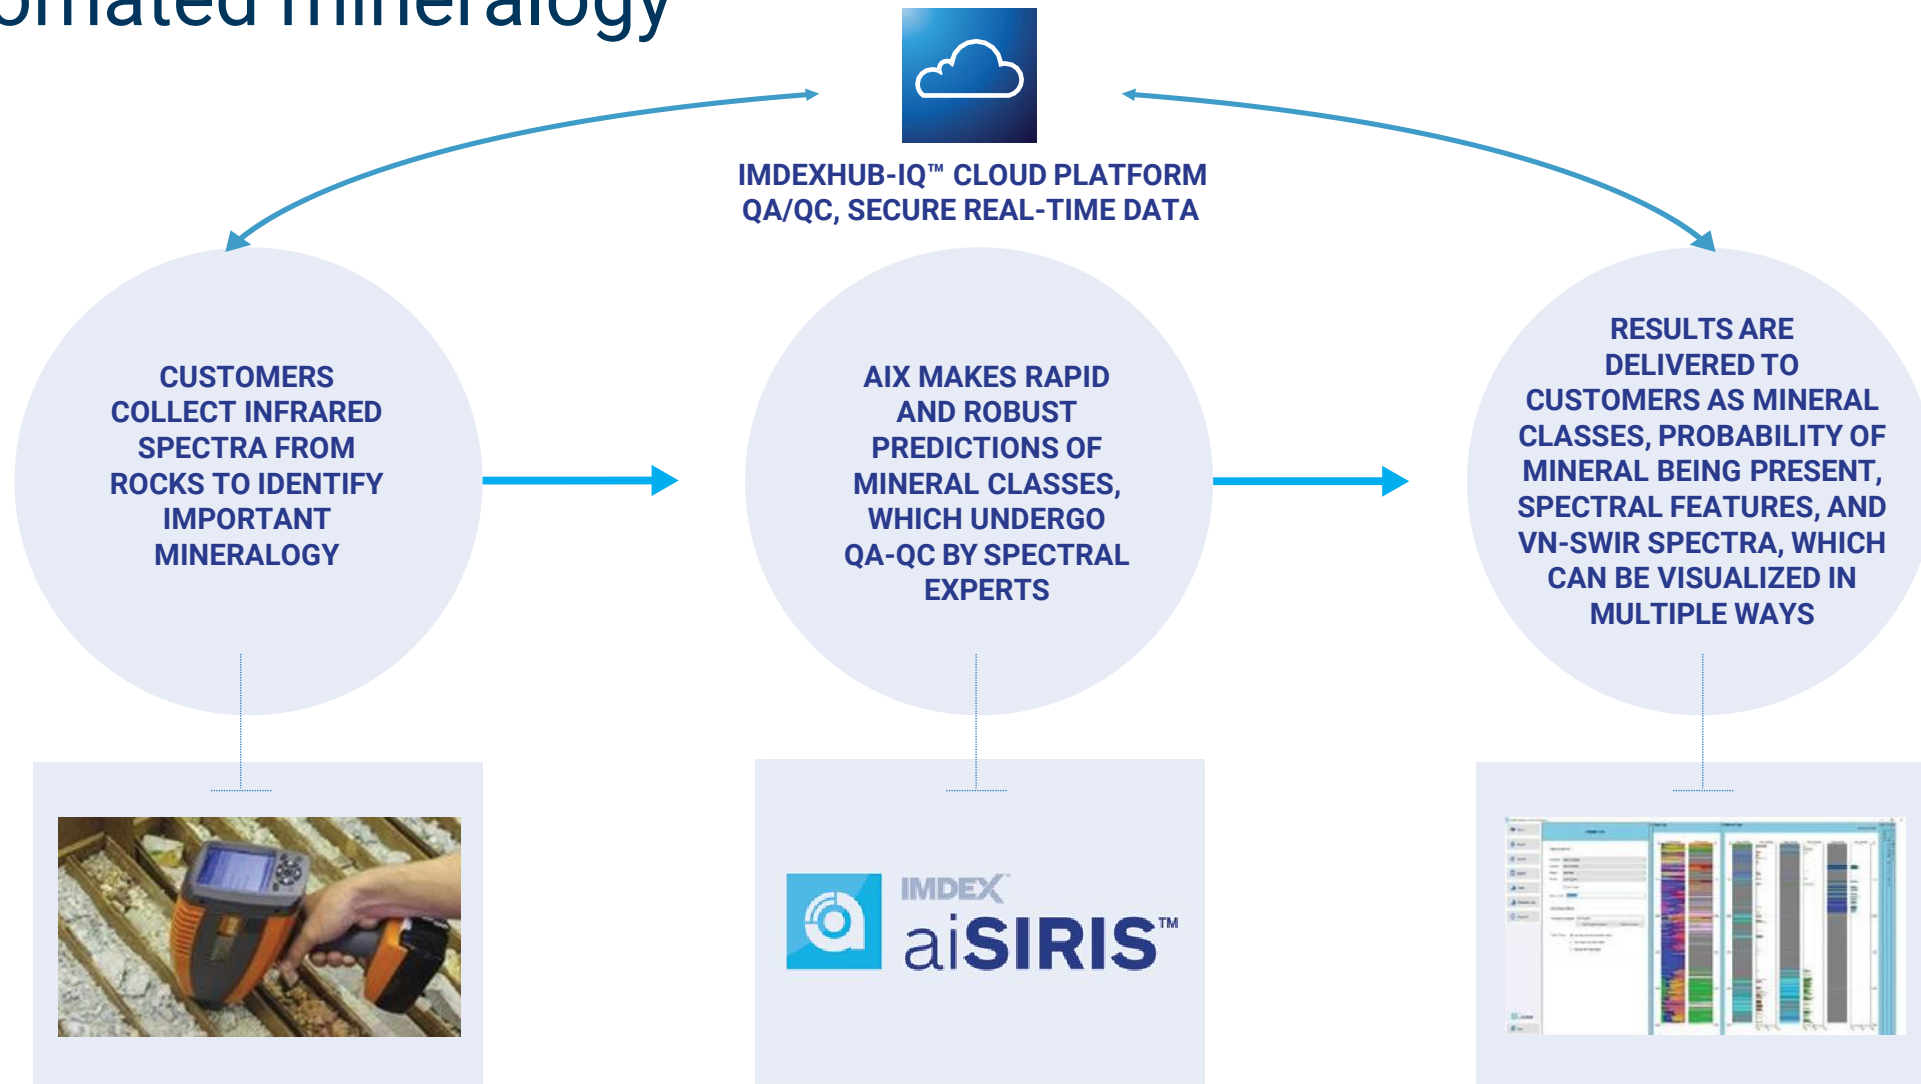 omated mineralogy
IMDEXHUB-IQ™ CLOUD PLATFORM
QA/QC, SECURE REAL-TIME DATA
CUSTOMERS
COLLECT INFRARED
SPECTRA FROM
ROCKS TO IDENTIFY
IMPORTANT
MINERALOGY
AIX MAKES RAPID
AND ROBUST
PREDICTIONS OF
MINERAL CLASSES,
WHICH UNDERGO
QA-QC BY SPECTRAL
EXPERTS
RESULTS ARE
DELIVERED TO
CUSTOMERS AS MINERAL
CLASSES, PROBABILITY OF
MINERAL BEING PRESENT,
SPECTRAL FEATURES, AND
VN-SWIR SPECTRA, WHICH
CAN BE VISUALIZED IN
MULTIPLE WAYS
IMDEX™
aiSIRIS™